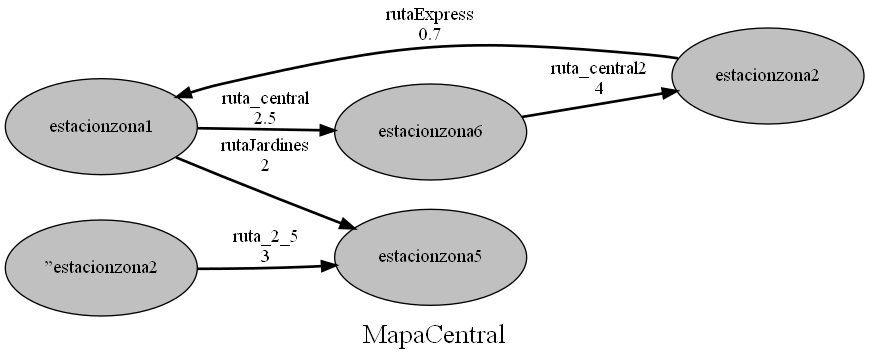 rutaExpress
0.7
ruta_central2
4
estacionzona2
ruta_central
2.5
estacionzona1
estacionzona6
rutaJardines
2
ruta_2_5
3
”estacionzona2
estacionzona5
MapaCentral